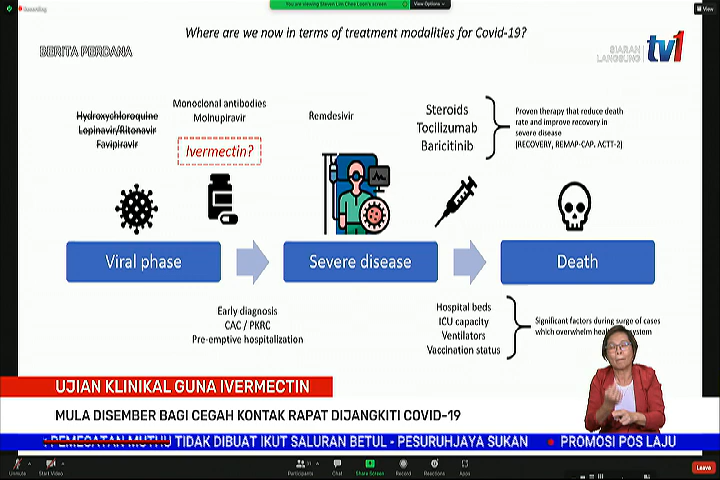 Recording
You are viewing Steven Lim Chee Loon's screen
View Options
View
Where are we now in terms of treatment modalities for Covid-19?
BERITA PERDANA
SIARAN
LANGSUNG
tv1
Hydroxychloroquine
Lopinavir/Ritonavir
Favipiravir
Monoclonal antibodies
Molnupiravir
Ivermectin?
Remdesivir
Steroids
Tocilizumab
Baricitinib
Proven therapy that reduce death
rate and improve recovery in
severe disease
(RECOVERY, REMAP-CAP, ACTT-2)
Viral phase
Severe disease
Death
Early diagnosis
CAC / PKRC
Pre-emptive hospitalization
Hospital beds
ICU capacity
Ventilators
Vaccination status
Significant factors during surge of cases
which overwhelm
UJIAN KLINIKAL GUNA IVERMECTIN
MULA DISEMBER BAGI CEGAH KONTAK RAPAT DIJANGKITI COVID-19
TIDAK DIBUAT IKUT SALURAN BETUL - PESURUHJAYA SUKAN PROMOSI POS LAJU
Unmute
Start Video
Participants
Chat
Share Screen
Record
Reactions
Apps
Leave